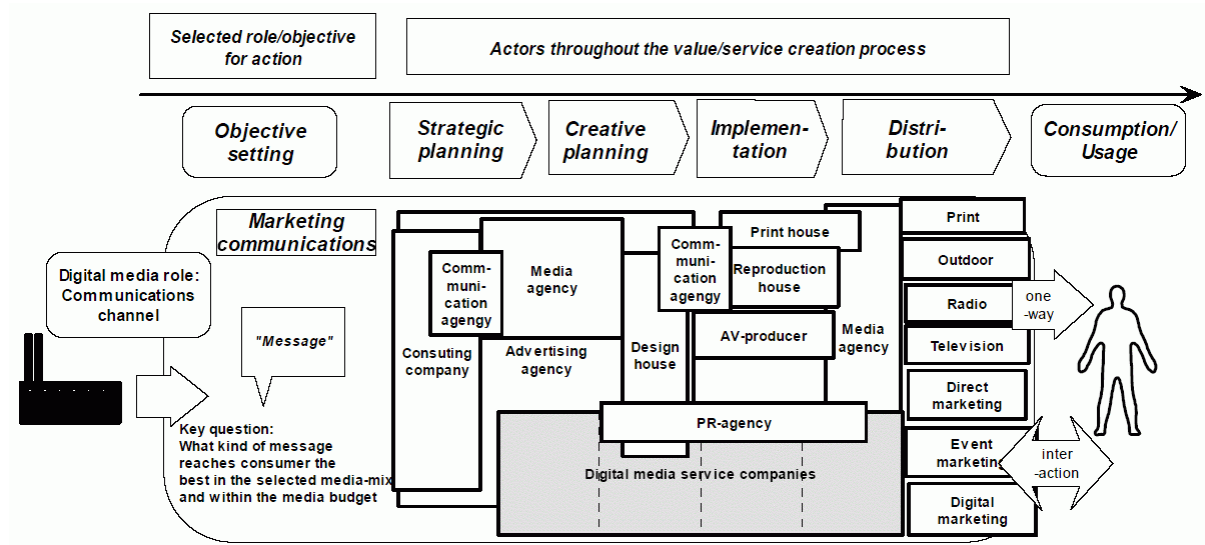 Selected role/objective
for action
Actors throughout the value/service creation process
Objective
setting
Strategic
planning
Creative
planning
Implemen-
tation
Distri-
bution
Consumption/
Usage
Marketing
communications
Digital media role:
Communications
channel
"Message"
Key question:
What kind of message
reaches consumer the
best in the selected media-mix
and within the media budget
Consuting
company
Comm-
muni-
cation
agengy
Media
agency
Advertising
agency
Design
house
Comm-
muni-
cation
agengy
Print house
Reproduction
house
AV-producer
Media
agency
PR-agency
Digital media service companies
Print
Outdoor
Radio
Television
Direct
marketing
Event
marketing
Digital
marketing
one
-way
inter
-action